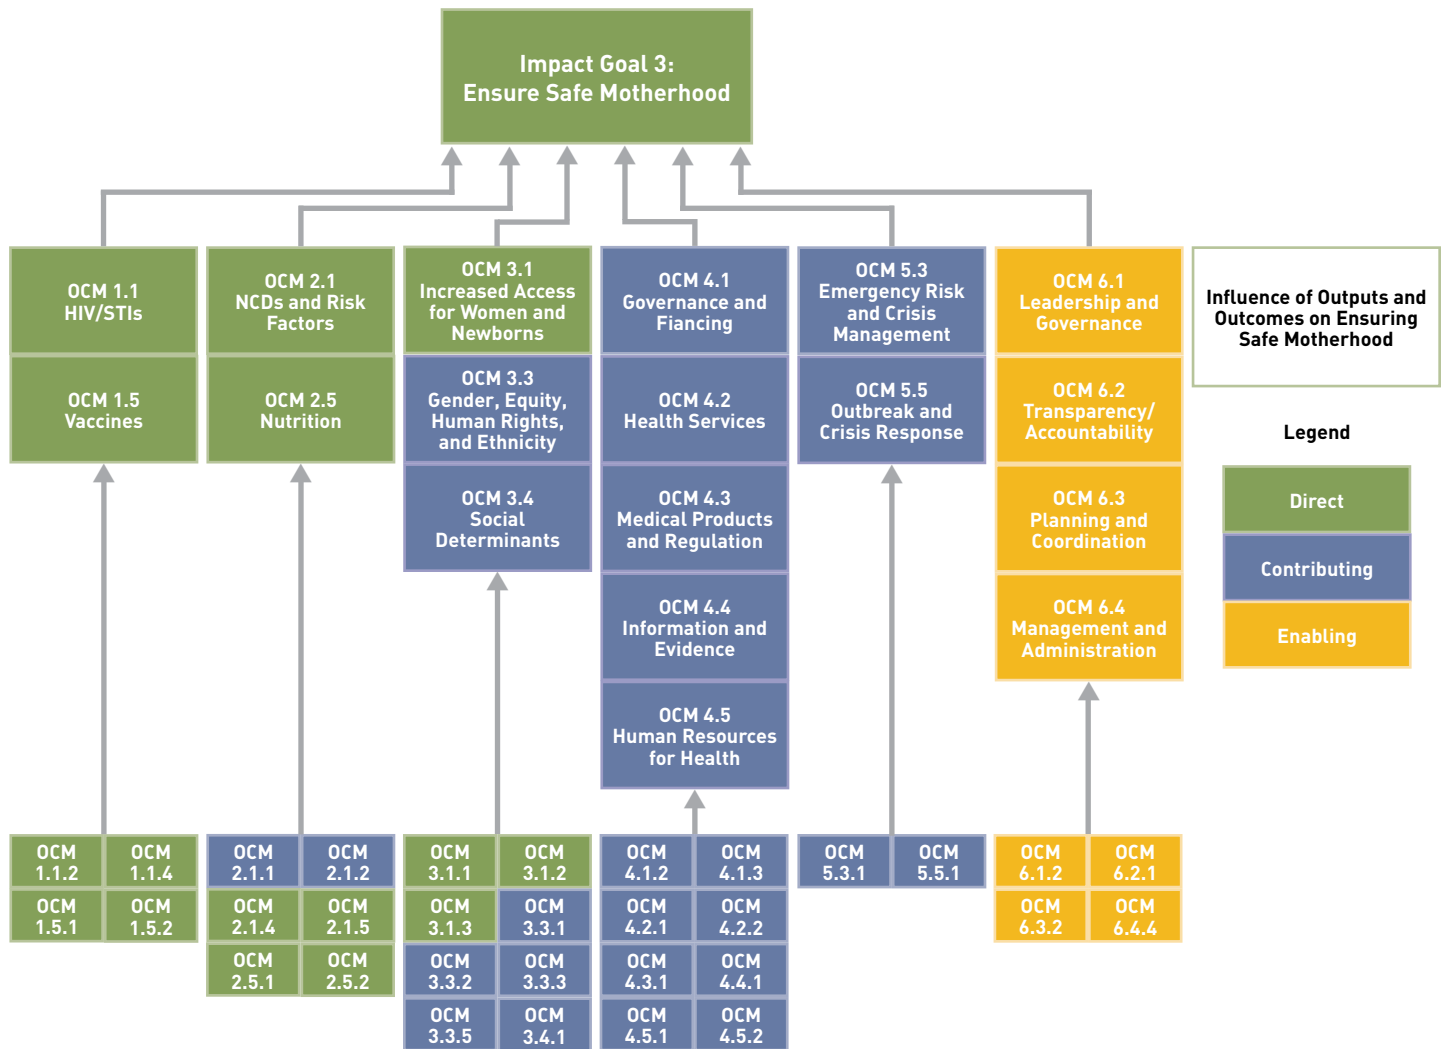 Impact Goal 3:
Ensure Safe Motherhood
OCM 1.1
HIV/STIs
OCM 1.5
Vaccines
OCM 2.1
NCDs and Risk
Factors
OCM 2.5
Nutrition
OCM 3.1
Increased Access
for Women and
Newborns
OCM 3.3
Gender, Equity,
Human Rights,
and Ethnicity
OCM 3.4
Social
Determinants
OCM 4.1
Governance and
Fiancing
OCM 4.2
Health Services
OCM 4.3
Medical Products
and Regulation
OCM 4.4
Information and
Evidence
OCM 4.5
Human Resources
for Health
OCM 5.3
Emergency Risk
and Crisis
Management
OCM 5.5
Outbreak and
Crisis Response
OCM 6.1
Leadership and
Governance
OCM 6.2
Transparency/
Accountability
OCM 6.3
Planning and
Coordination
OCM 6.4
Management and
Administration
Influence of Outputs and
Outcomes on Ensuring
Safe Motherhood
Legend
Direct
Contributing
Enabling
OCM
1.1.2
OCM
1.1.4
OCM
1.5.1
OCM
1.5.2
OCM
2.1.1
OCM
2.1.2
OCM
2.1.4
OCM
2.1.5
OCM
2.5.1
OCM
2.5.2
OCM
3.1.1
OCM
3.1.2
OCM
3.1.3
OCM
3.3.1
OCM
3.3.2
OCM
3.3.3
OCM
3.3.5
OCM
3.4.1
OCM
4.1.2
OCM
4.1.3
OCM
4.2.1
OCM
4.2.2
OCM
4.3.1
OCM
4.4.1
OCM
4.5.1
OCM
4.5.2
OCM
5.3.1
OCM
5.5.1
OCM
6.1.2
OCM
6.2.1
OCM
6.3.2
OCM
6.4.4